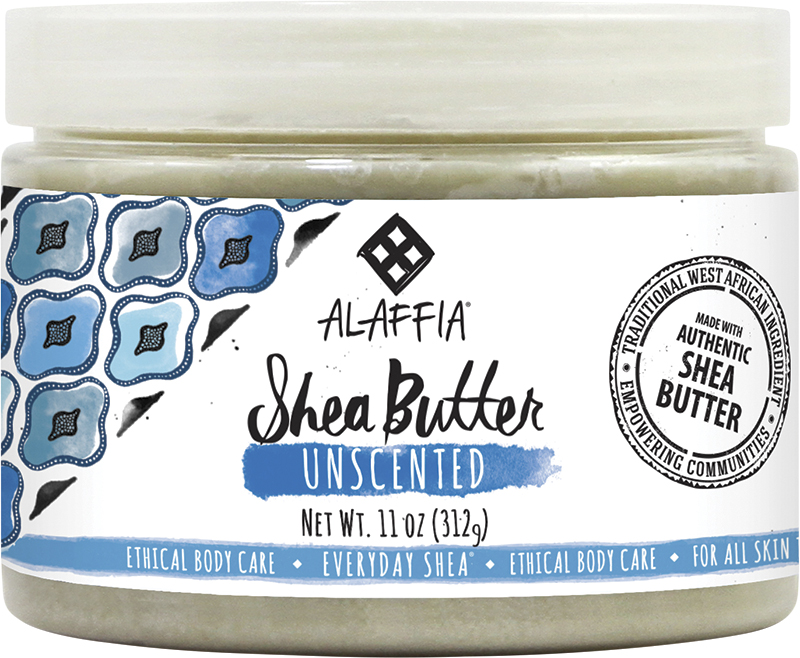 ALAFFIA®
Shea Butter
UNSCENTED
NET WT. 11 OZ (312g)
ETHICAL BODY CARE ◆ EVERYDAY SHEA® ◆ ETHICAL BODY CARE ◆ FOR ALL SKIN T
TRADITIONAL WEST AFRICAN INGREDIENT
MADE WITH
AUTHENTIC
SHEA
BUTTER
EMPOWERING COMMUNITIES